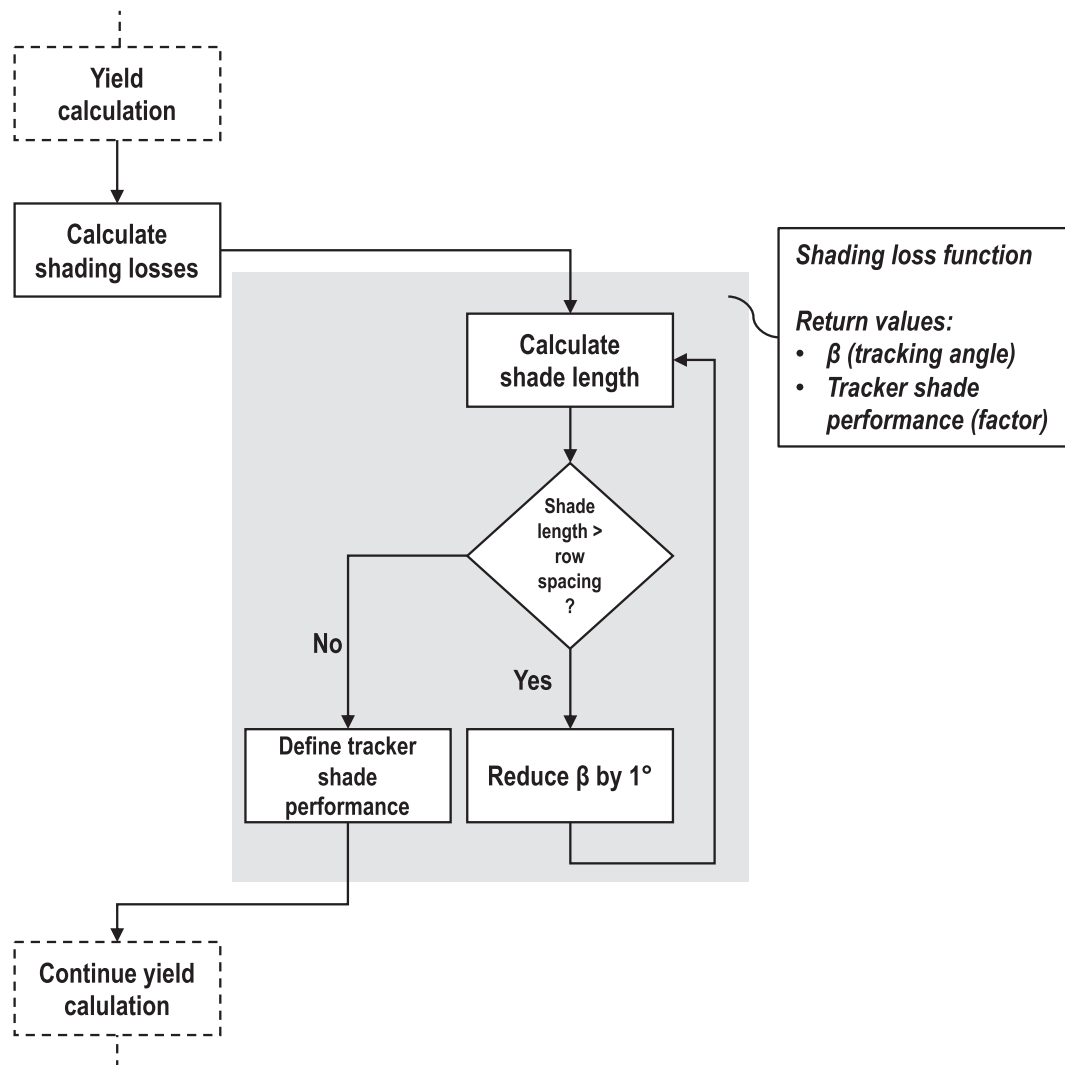 Yield
calculation
Calculate
shading losses
Shading loss function
Return values:
• β (tracking angle)
• Tracker shade
performance (factor)
Calculate
shade length
Shade
length >
row
spacing
?
No
Yes
Define tracker
shade
performance
Reduce β by 1°
Continue yield
calulation